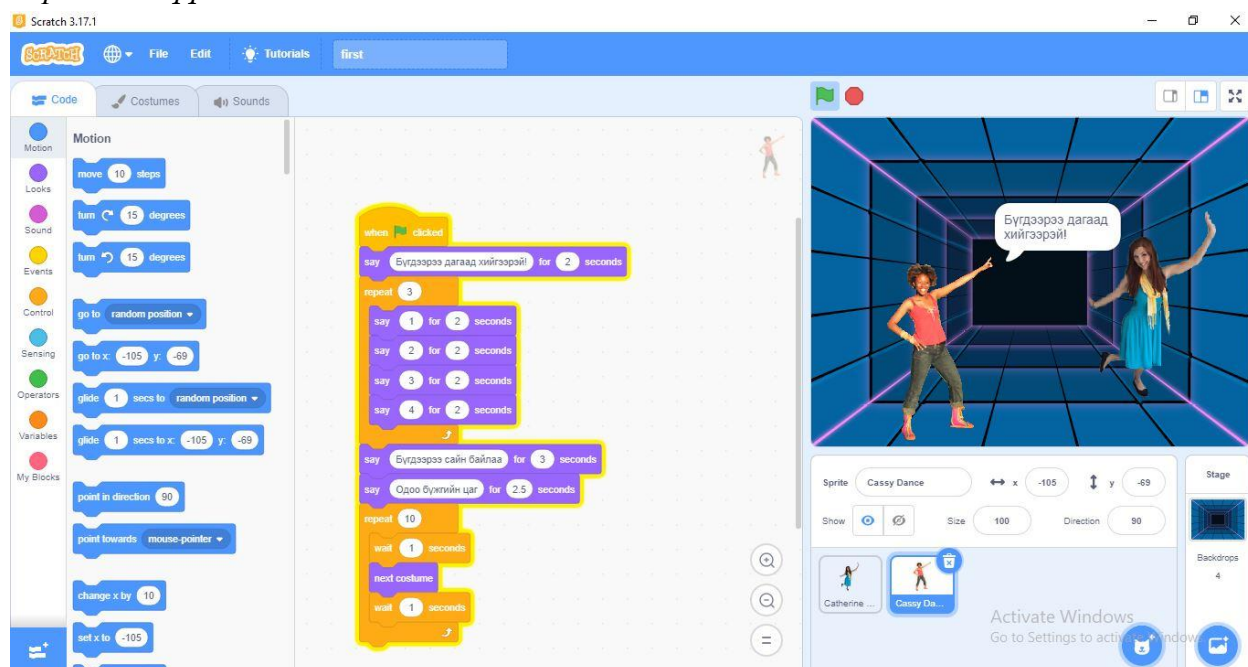 Scratch 3.17.1
SCRATCH File Edit Tutorials first
Code Costumes Sounds
Motion
Looks
Sound
Events
Control
Sensing
Operators
Variables
My Blocks
Motion
move 10 steps
turn 15 degrees
turn 15 degrees
go to random position
go to x: -105 y: -69
glide 1 secs to random position
glide 1 secs to x: -105 y: -69
point in direction 90
point towards mouse-pointer
change x by 10
set x to -105
when clicked
say Бүгдээрээ дагаад хийгээрэй! for 2 seconds
repeat 3
say 1 for 2 seconds
say 2 for 2 seconds
say 3 for 2 seconds
say 4 for 2 seconds
say Бүгдээрээ сайн байлаа for 3 seconds
say Одоо бүжгийн цаг for 2.5 seconds
repeat 10
wait 1 seconds
next costume
wait 1 seconds
Бүгдээрээ дагаад
хийгээрэй!
Sprite Cassy Dance x -105 y -69
Show Size 100 Direction 90
Catherine ...
Cassy Da...
Stage
Backdrops
4
Activate Windows
Go to Settings to activate Windows